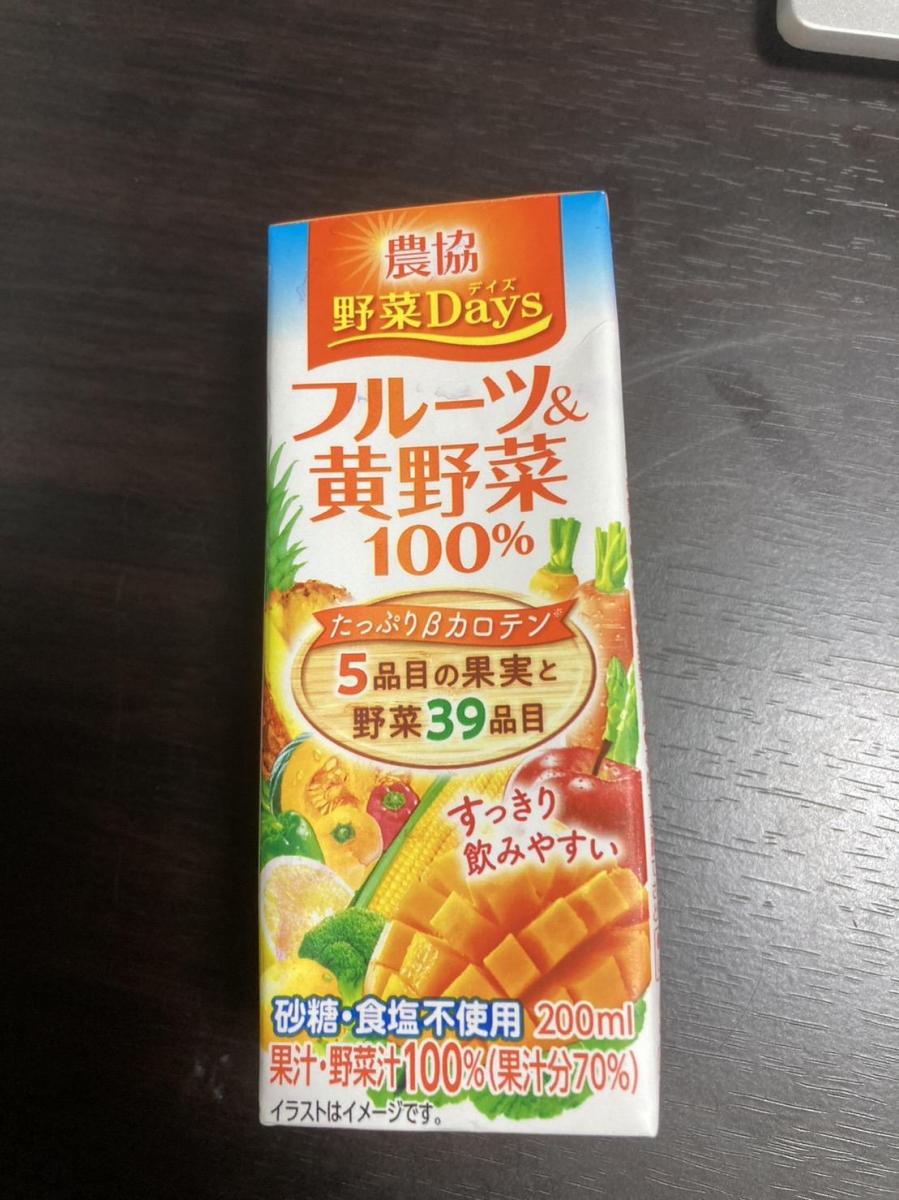 農協
デイズ
野菜Days
フルーツ&
黄野菜
100%
たっぷりβカロテン※
5品目の果実と
野菜39品目
すっきり
飲みやすい
砂糖・食塩不使用 200ml
果汁・野菜汁100%(果汁分70%)
イラストはイメージです。